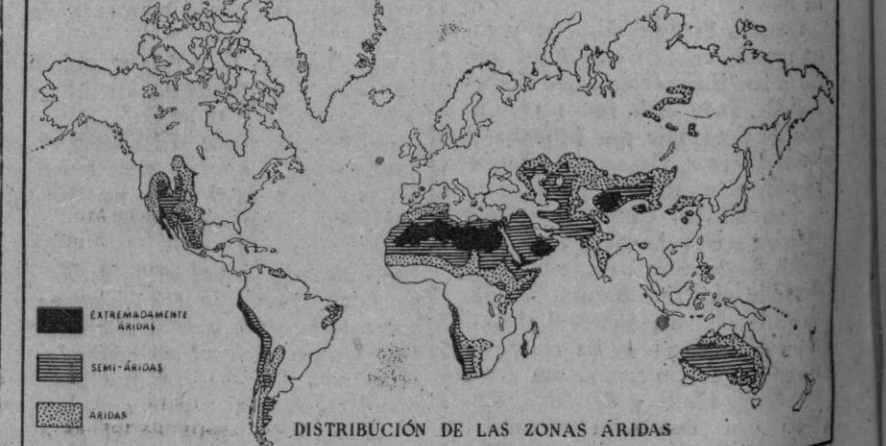 EXTREMADAMENTE
ÁRIDAS
SEMI-ÁRIDAS
ÁRIDAS
DISTRIBUCIÓN DE LAS ZONAS ÁRIDAS